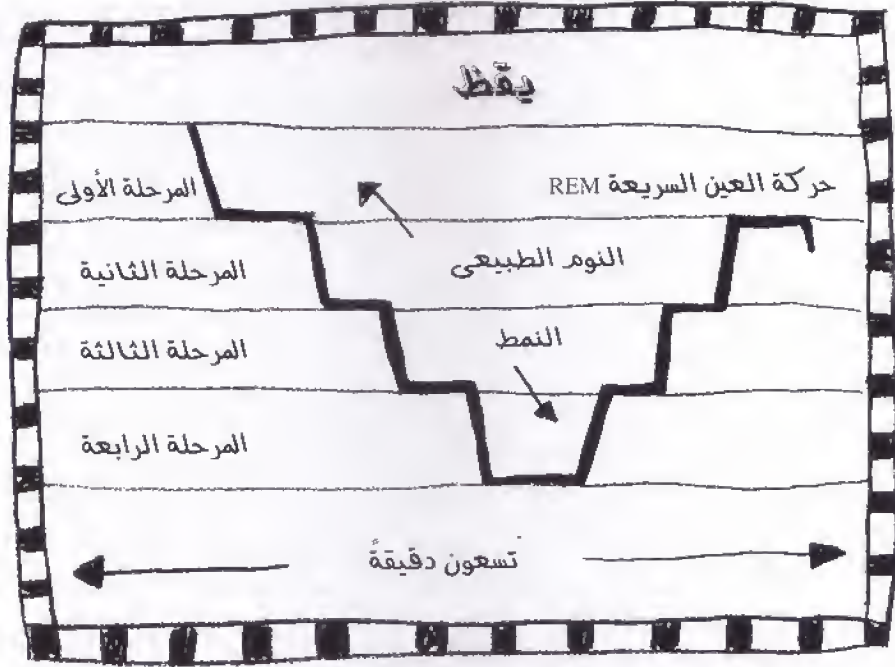 يقظ
حركة العين السريعة REM
المرحلة الأولى
النوم الطبيعي
المرحلة الثانية
النمط
المرحلة الثالثة
المرحلة الرابعة
تسعون دقيقةً